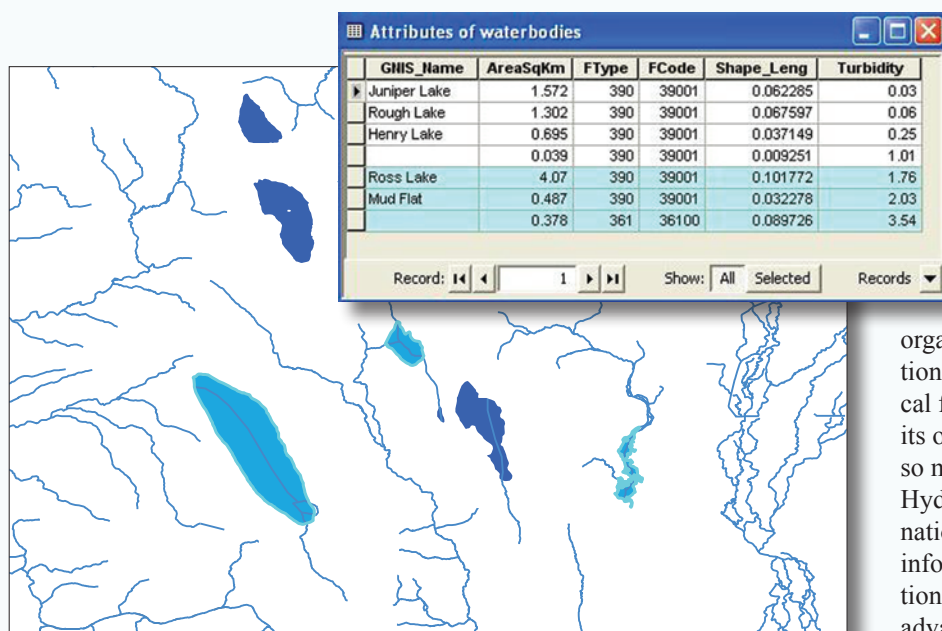 Attributes of waterbodies
GNIS_Name AreaSqKm FType FCode Shape_Leng Turbidity
Juniper Lake 1.572 390 39001 0.062285 0.03
Rough Lake 1.302 390 39001 0.067597 0.06
Henry Lake 0.695 390 39001 0.037149 0.25
0.039 390 39001 0.009251 1.01
Ross Lake 4.07 390 39001 0.101772 1.76
Mud Flat 0.487 390 39001 0.032278 2.03
0.378 361 36100 0.089726 3.54
Record: 1 Show: All Selected Records
orga
tion
cal f
its o
so n
Hyd
natio
info
tion
adva